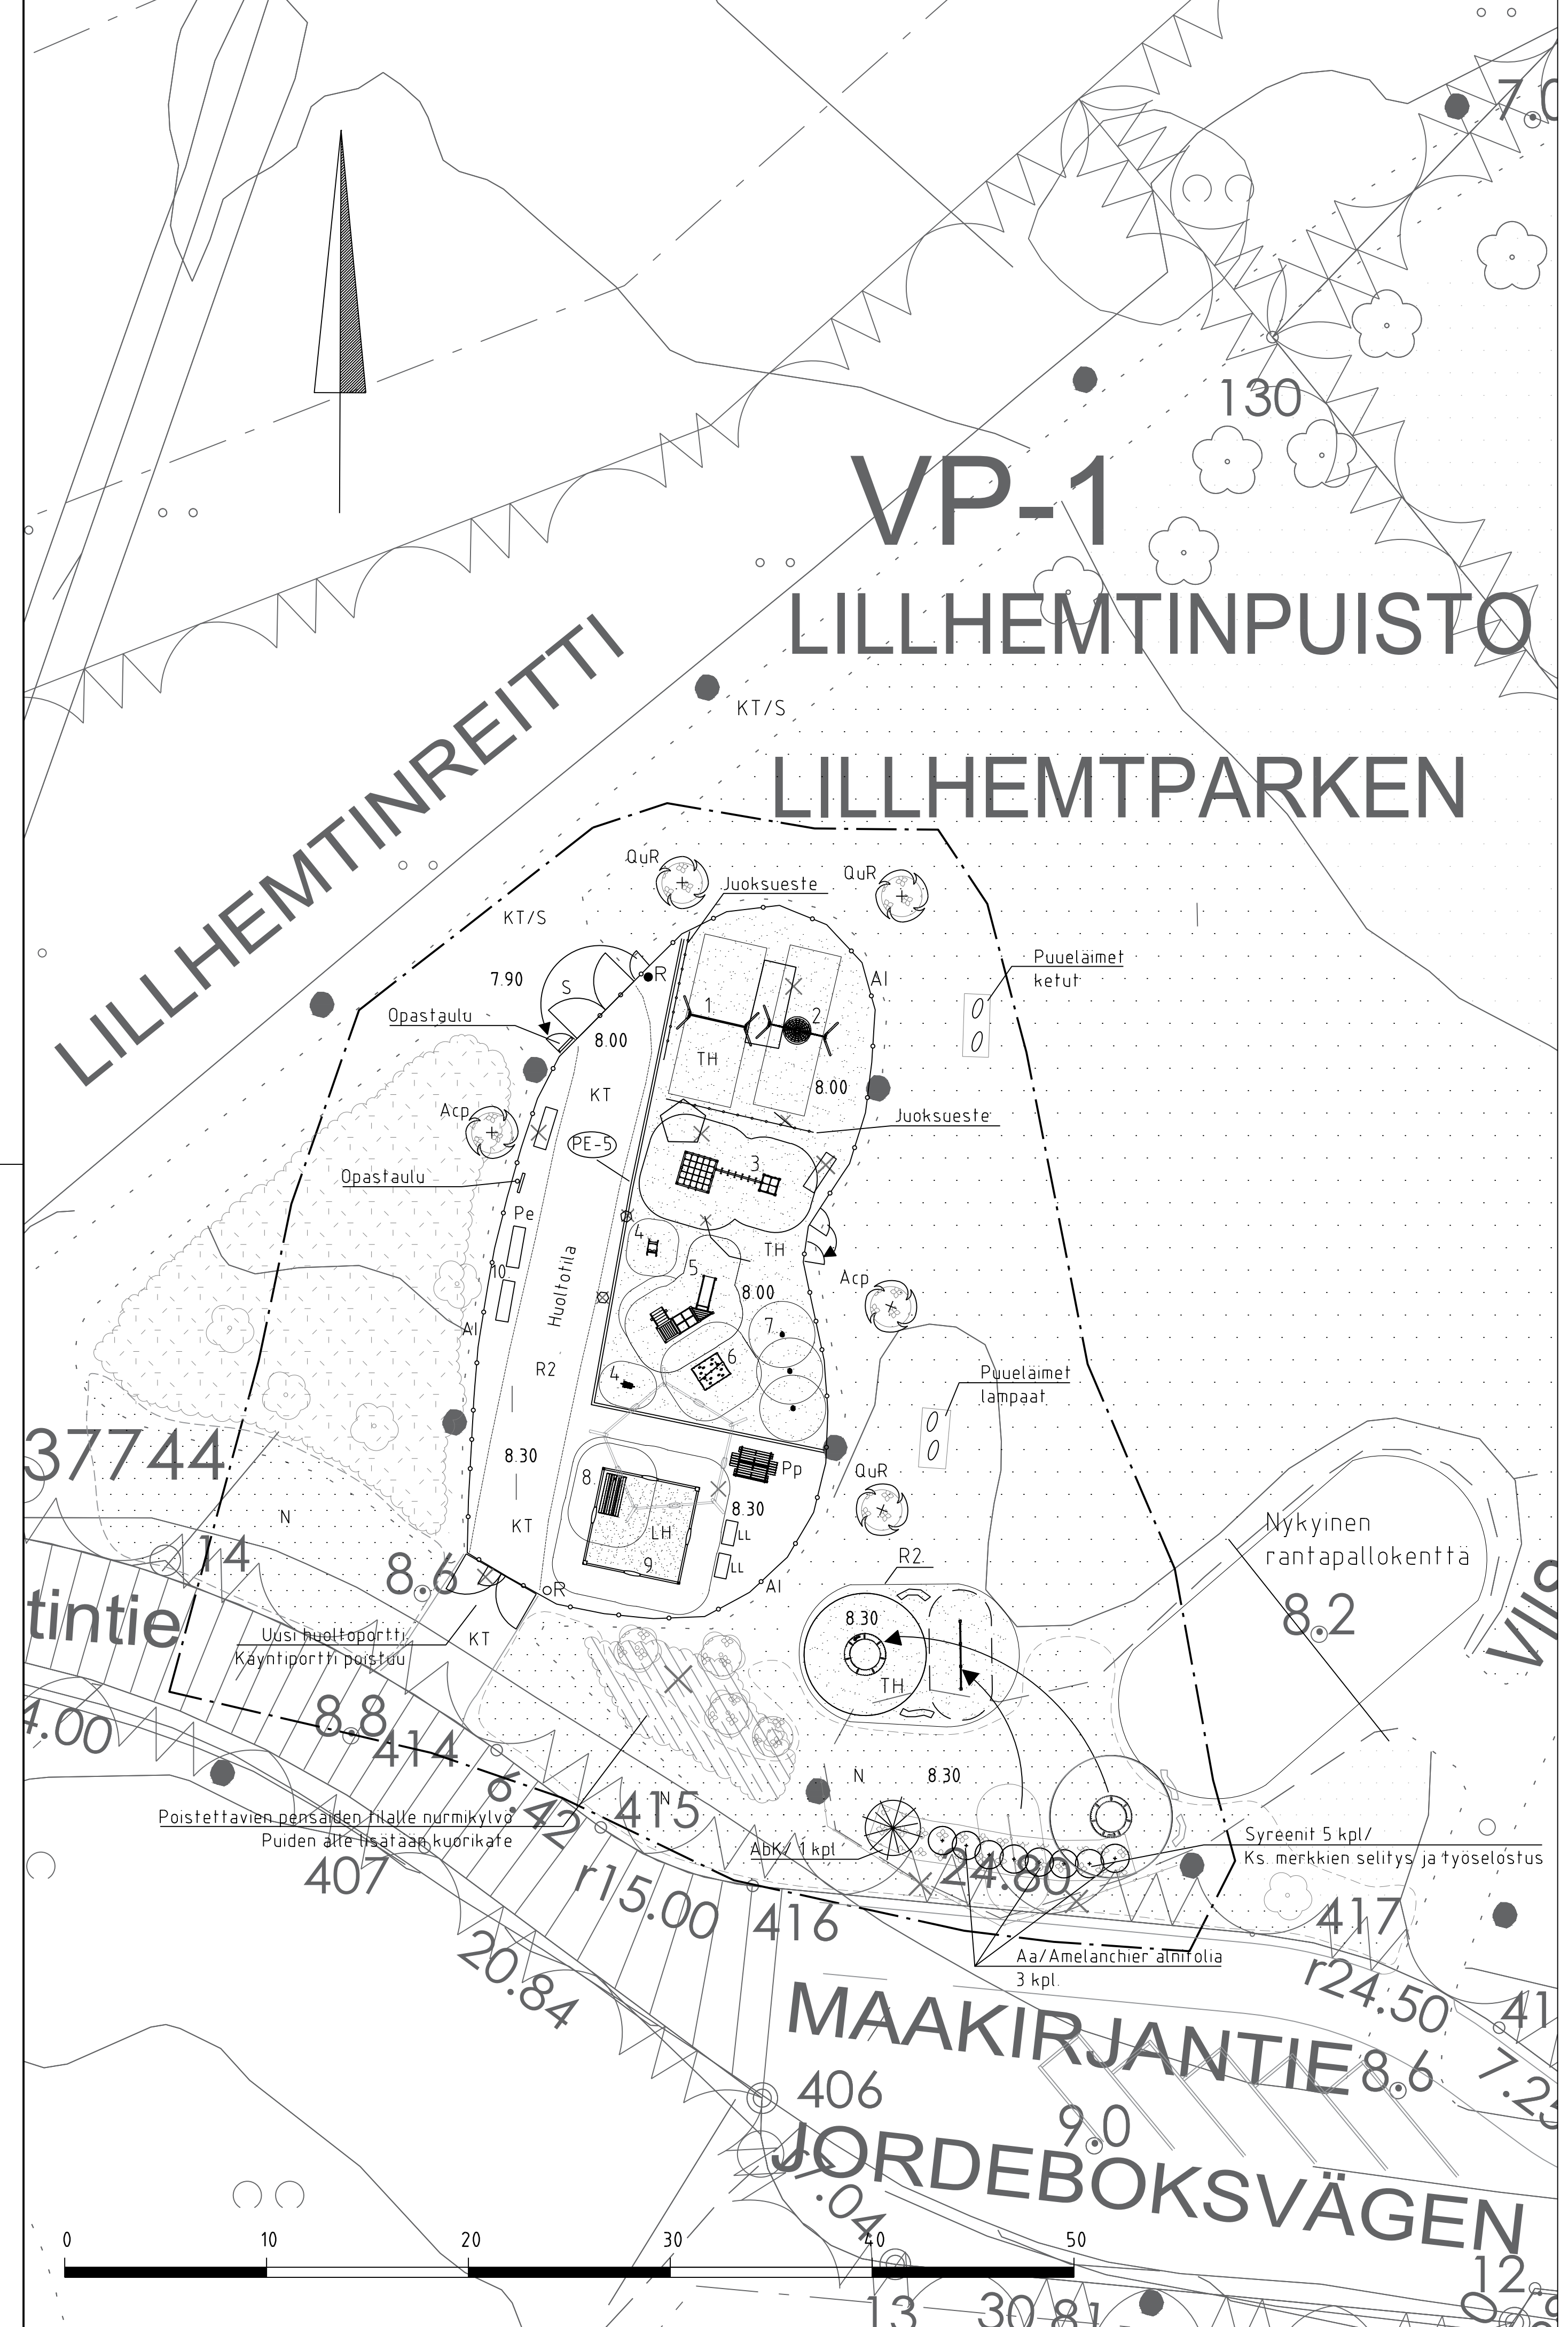 7.0
130
VP-1
LILLHEMTINPUISTO
LILLHEMTINREITTI
KT/S
LILLHEMTPARKEN
QuR
Juoksueste
QuR
KT/S
Puueläimet
ketut
7.90
S
R
Al
Opastaulu
8.00
1
2
TH
8.00
KT
Acp
Juoksueste
PE-5
3
Opastaulu
Pe
4
TH
10
Huoltotila
5
8.00
Acp
Al
7
R2
6
Puueläimet
lampaat
4
37744
8.30
Pp
QuR
8
8.30
Nykyinen
rantapallokenttä
N
KT
LH
LL
R2
14
8.6
9
LL
Al
R
8.30
8.2
tintie
Uusi huoltoportti
Käyntiportti poistuu
KT
TH
8.8
414
4.00
6.42
N
8.30
415
N
Poistettavien pensaiden tilalle nurmikylvö
Puiden alle lisätään kuorikate
407
AbK/ 1 kpl
24.80
Syreenit 5 kpl/
Ks. merkkien selitys ja työselostus
r15.00
416
417
20.84
Aa/Amelanchier alnifolia
3 kpl.
r24.50
41
MAAKIRJANTIE
8.6
7.23
406
9.0
JORDEBOKSVÄGEN
7.04
0
10
20
30
40
50
12.
13
30.81